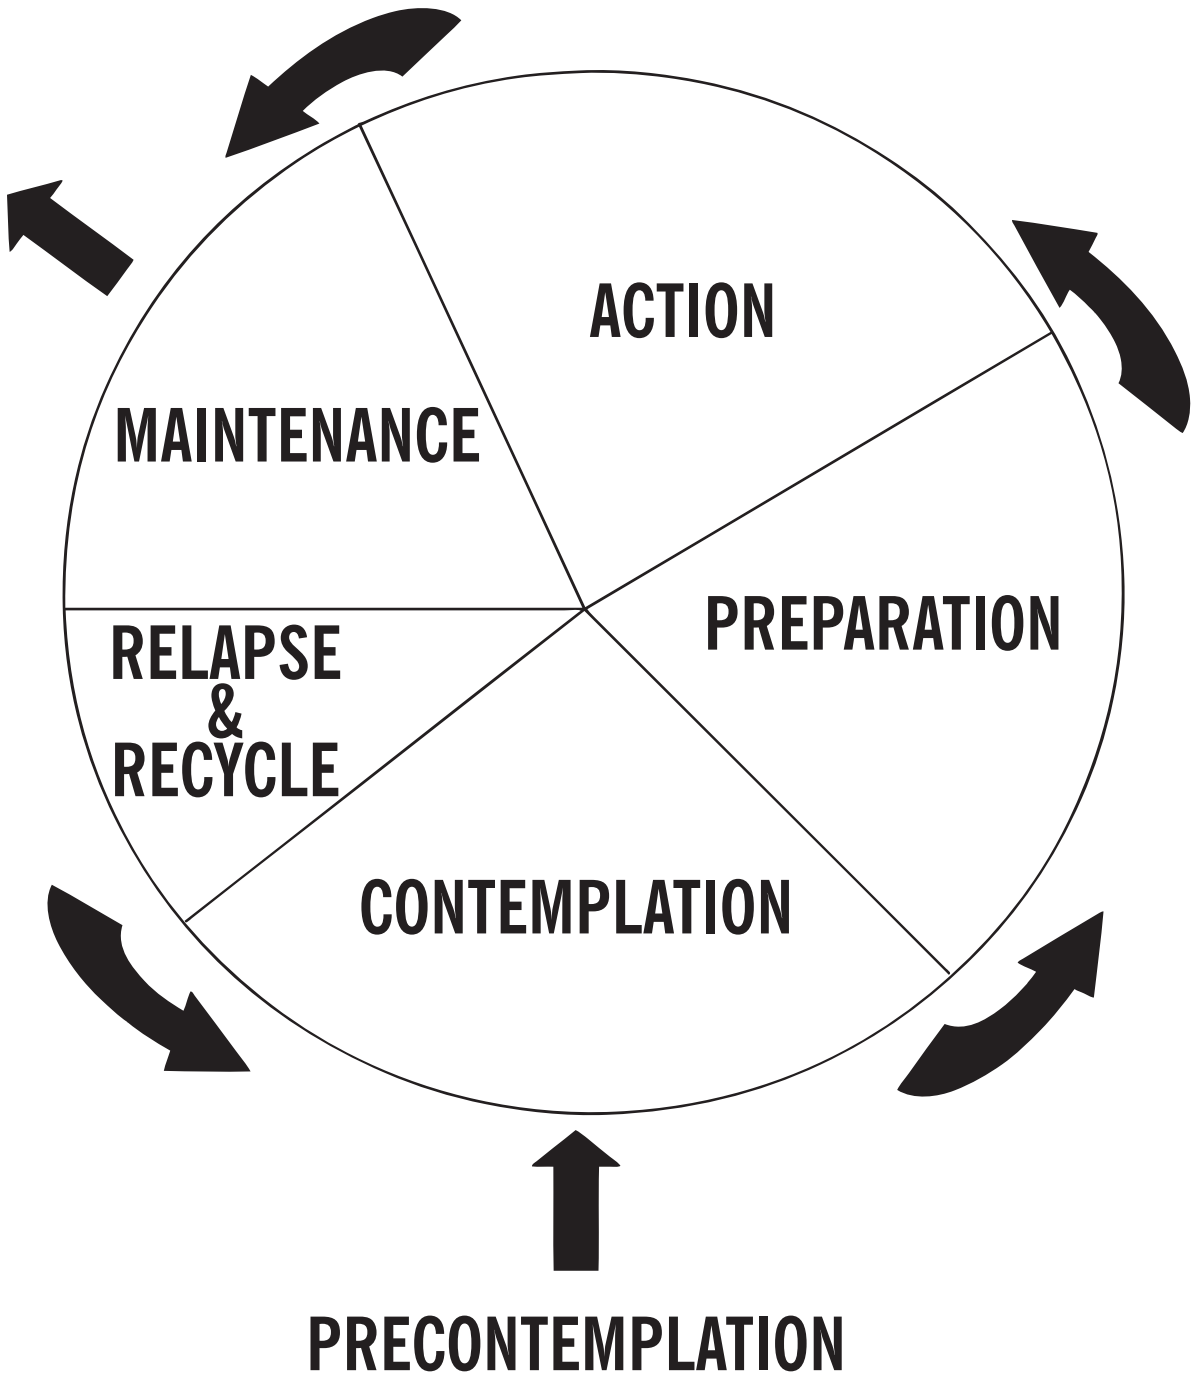 ACTION
MAINTENANCE
PREPARATION
RELAPSE
&
RECYCLE
CONTEMPLATION
PRECONTEMPLATION